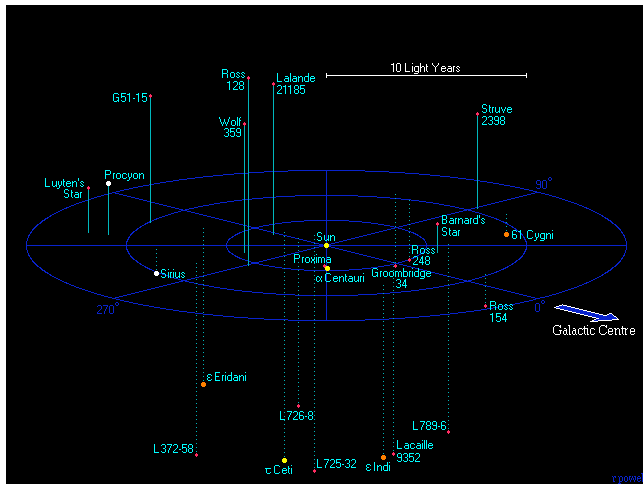 10 Light Years
Ross
128
Lalande
21185
G51-15
Struve
2398
Wolf
359
Luyten's
Star
Procyon
90°
Barnard's
Star
61 Cygni
Sun
Ross
248
Proxima
α Centauri
Groombridge
34
Sirius
270°
0°
Ross
154
Galactic Centre
ε Eridani
L726-8
L789-6
L372-58
τ Ceti
L725-32
ε Indi
Lacaille
9352